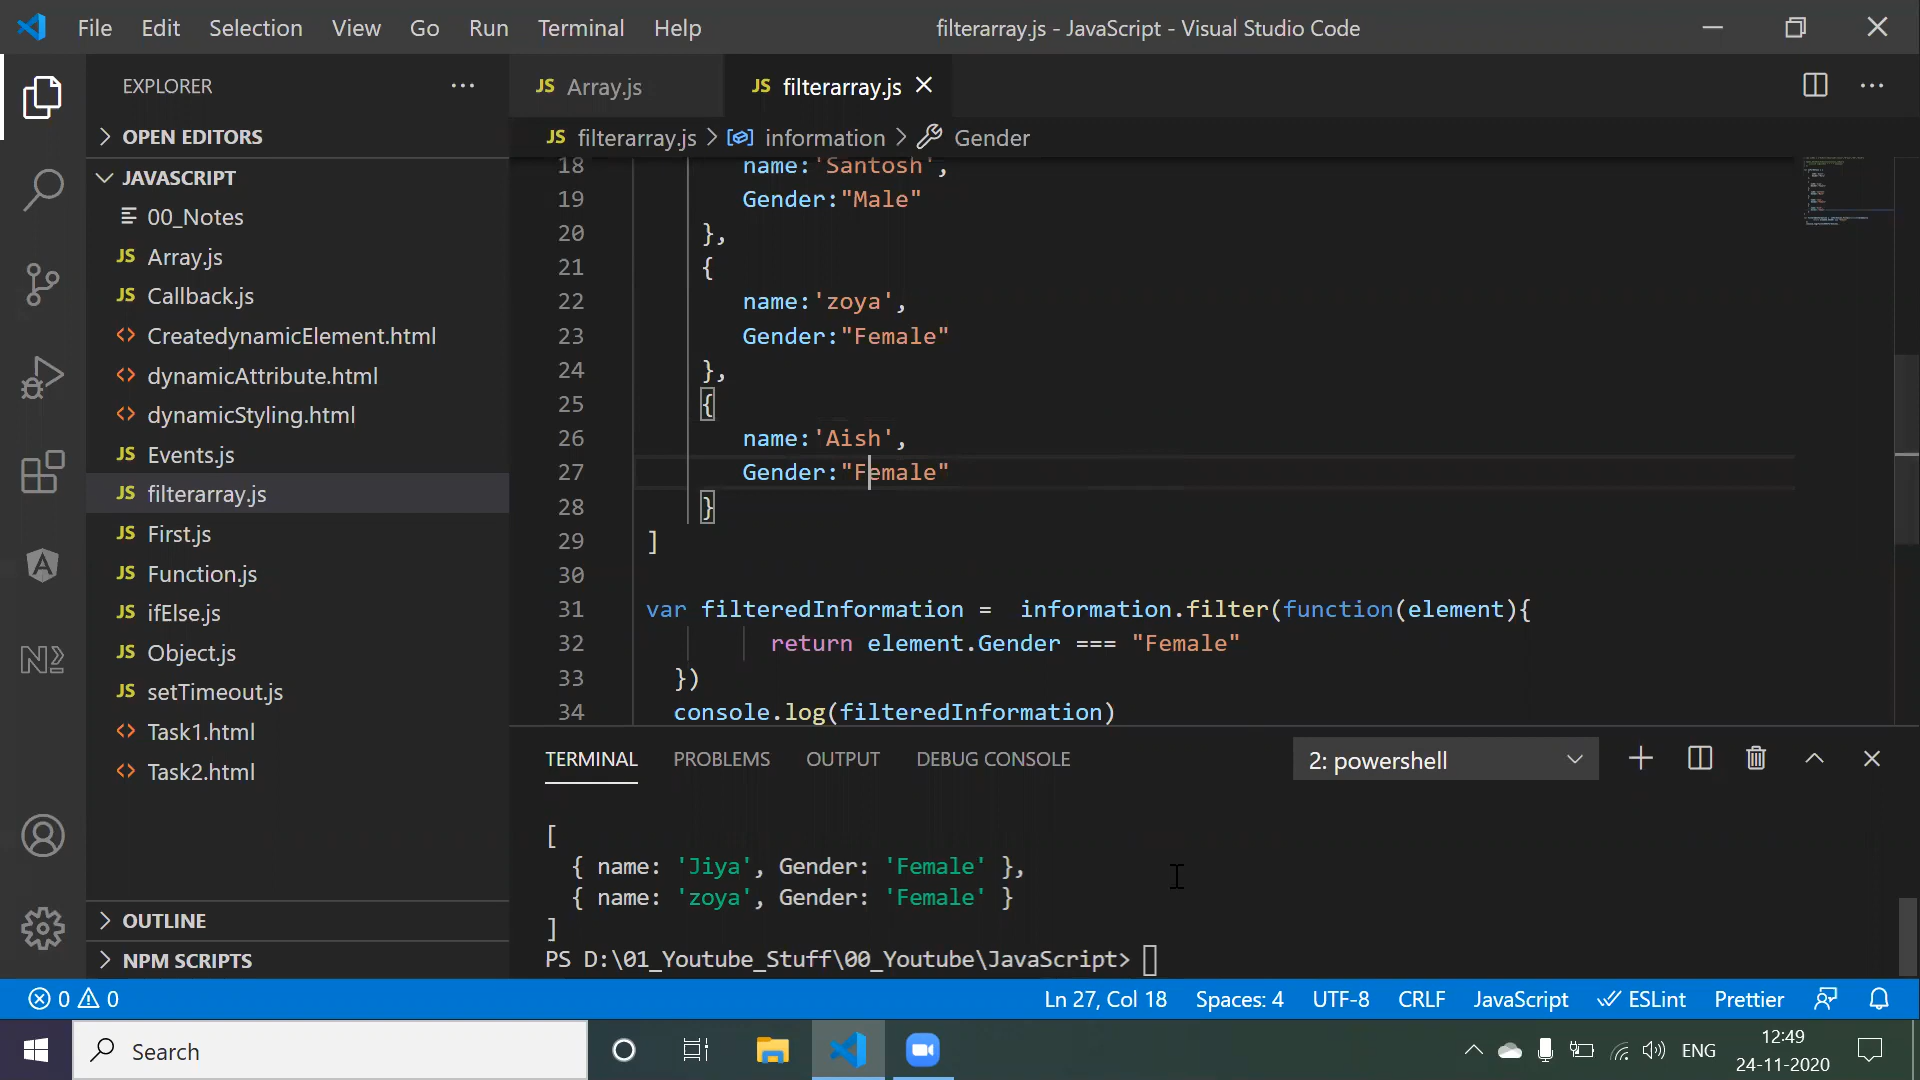 File Edit Selection View Go Run Terminal Help
filterarray.js - JavaScript - Visual Studio Code
EXPLORER
OPEN EDITORS
JAVASCRIPT
00_Notes
JS Array.js
JS Callback.js
<> CreatedynamicElement.html
<> dynamicAttribute.html
<> dynamicStyling.html
JS Events.js
JS filterarray.js
JS First.js
JS Function.js
JS ifElse.js
JS Object.js
JS setTimeout.js
<> Task1.html
<> Task2.html
OUTLINE
NPM SCRIPTS
JS Array.js JS filterarray.js
JS filterarray.js > information > Gender
18 name:'Santosh',
19 Gender:"Male"
20 },
21 {
22 name:'zoya',
23 Gender:"Female"
24 },
25 {
26 name:'Aish',
27 Gender:"Female"
28 }
29 ]
30
31 var filteredInformation = information.filter(function(element){
32 return element.Gender === "Female"
33 })
34 console.log(filteredInformation)
TERMINAL PROBLEMS OUTPUT DEBUG CONSOLE
2: powershell
[
{ name: 'Jiya', Gender: 'Female' },
{ name: 'zoya', Gender: 'Female' }
]
PS D:\01_Youtube_Stuff\00_Youtube\JavaScript>
0 0
Ln 27, Col 18 Spaces: 4 UTF-8 CRLF JavaScript ESLint Prettier
Search
ENG
12:49
24-11-2020